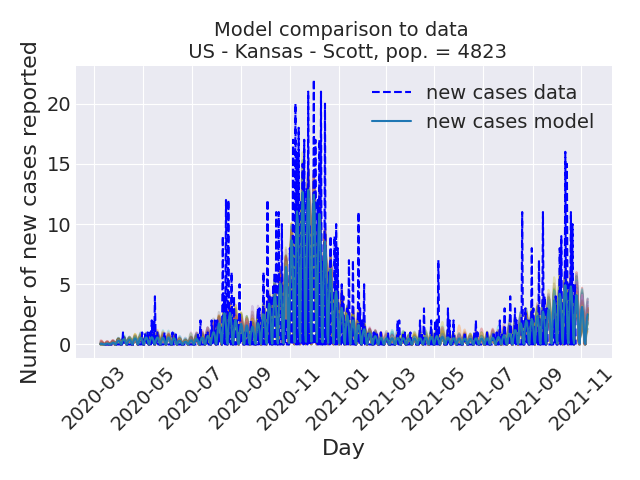 Model comparison to data
US - Kansas - Scott, pop. = 4823
Number of new cases reported
20
15
10
5
0
new cases data
new cases model
2020-03
2020-05
2020-07
2020-09
2020-11
2021-01
2021-03
2021-05
2021-07
2021-09
2021-11
Day